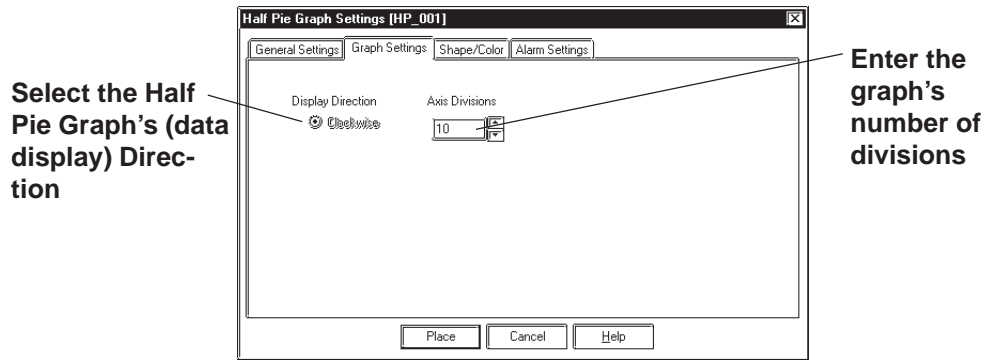 Half Pie Graph Settings [HP_001]
General Settings Graph Settings Shape/Color Alarm Settings
Select the Half
Pie Graph's (data
display) Direc-
tion
Display Direction
Clockwise
Axis Divisions
10
Enter the
graph's
number of
divisions
Place Cancel Help